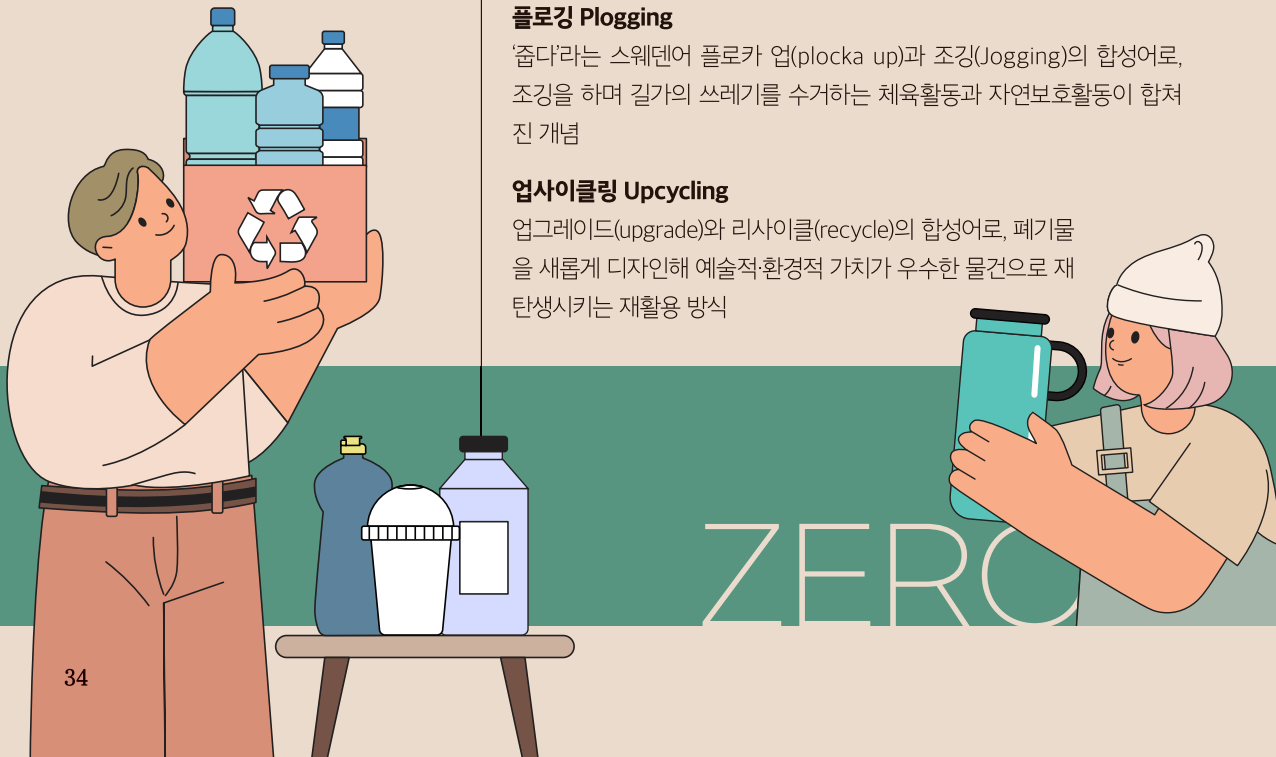 플로깅 Plogging
‘줍다’라는 스웨덴어 플로카 업(plocka up)과 조깅(Jogging)의 합성어로,
조깅을 하며 길가의 쓰레기를 수거하는 체육활동과 자연보호활동이 합쳐
진 개념
업사이클링 Upcycling
업그레이드(upgrade)와 리사이클(recycle)의 합성어로, 폐기물
을 새롭게 디자인해 예술적·환경적 가치가 우수한 물건으로 재
탄생시키는 재활용 방식
ZERO
34